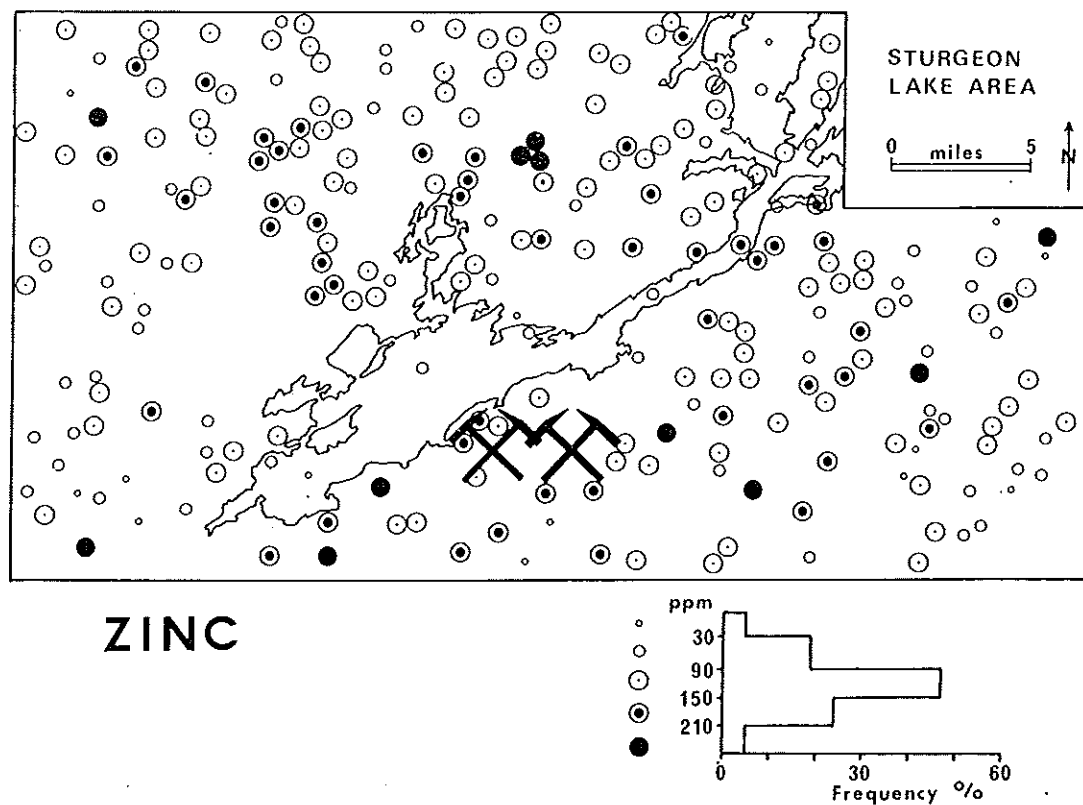 STURGEON
LAKE AREA
0 miles 5
N
ZINC
ppm
30
90
150
210
0 30 60
Frequency %